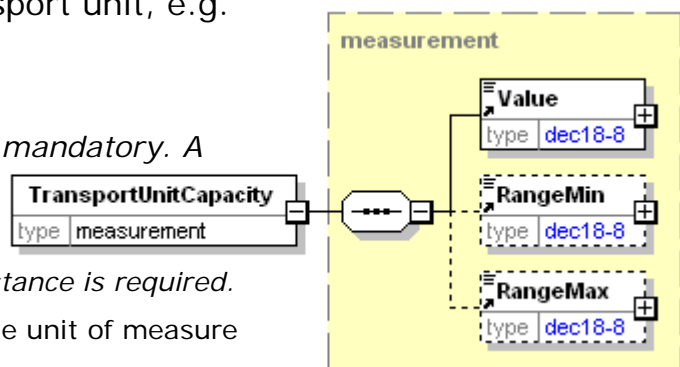 sport unit, e.g.
mandatory. A
stance is required.
e unit of measure
TransportUnitCapacity
type measurement
measurement
Value
type dec18-8
RangeMin
type dec18-8
RangeMax
type dec18-8